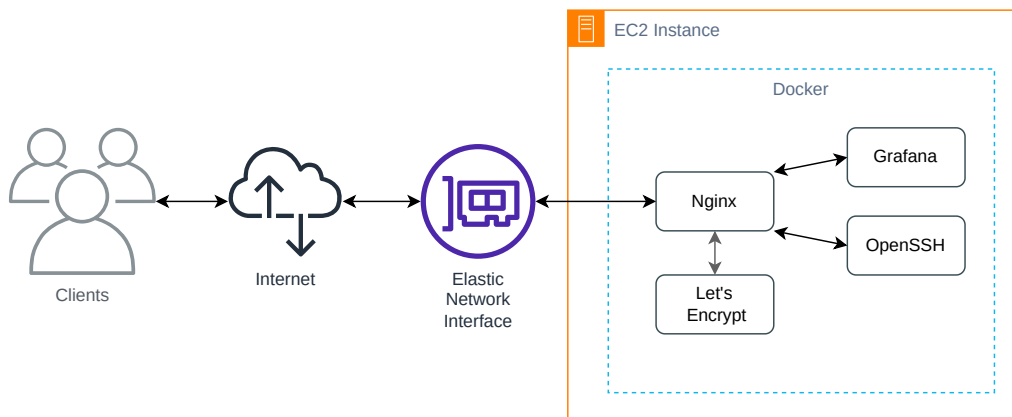 EC2 Instance
Docker
Grafana
Nginx
OpenSSH
Let's
Encrypt
Clients
Internet
Elastic
Network
Interface